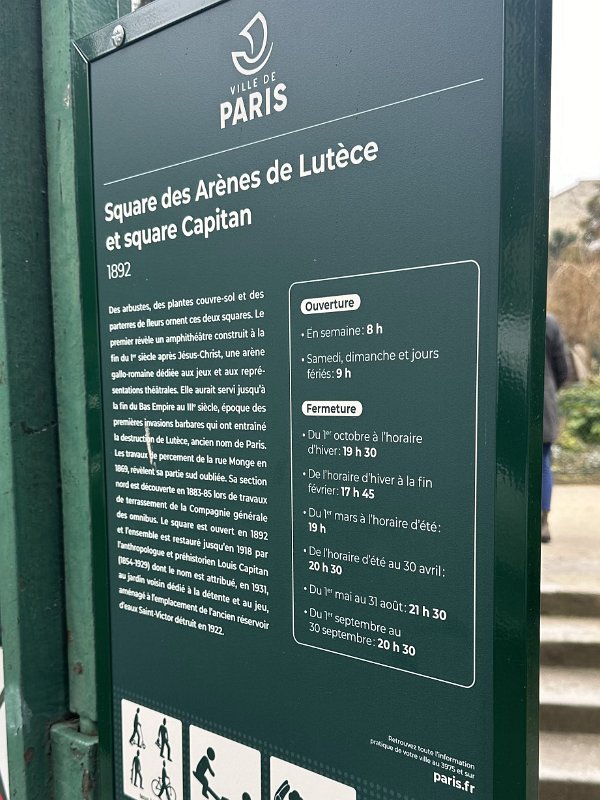 VILLE DE
PARIS
Square des Arènes de Lutèce
et square Capitan
1892
Des arbustes, des plantes couvre-sol et des
parterres de fleurs ornent ces deux squares. Le
premier révèle un amphithéâtre construit à la
fin du Iᵉʳ siècle après Jésus-Christ, une arène
gallo-romaine dédiée aux jeux et aux repré-
sentations théâtrales. Elle aurait servi jusqu'à
la fin du Bas Empire au IIIᵉ siècle, époque des
premières invasions barbares qui ont entraîné
la destruction de Lutèce, ancien nom de Paris.
Les travaux de percement de la rue Monge en
1869, révèlent sa partie sud oubliée. Sa section
nord est découverte en 1883-85 lors de travaux
de terrassement de la Compagnie générale
des omnibus. Le square est ouvert en 1892
et l'ensemble est restauré jusqu'en 1918 par
l'anthropologue et préhistorien Louis Capitan
(1854-1929) dont le nom est attribué, en 1931,
au jardin voisin dédié à la détente et au jeu,
aménagé à l'emplacement de l'ancien réservoir
d'eaux Saint-Victor détruit en 1922.
Ouverture
• En semaine : 8 h
• Samedi, dimanche et jours
fériés : 9 h
Fermeture
• Du 1ᵉʳ octobre à l'horaire
d'hiver : 19 h 30
• De l'horaire d'hiver à la fin
février : 17 h 45
• Du 1ᵉʳ mars à l'horaire d'été :
19 h
• De l'horaire d'été au 30 avril :
20 h 30
• Du 1ᵉʳ mai au 31 août : 21 h 30
• Du 1ᵉʳ septembre au
30 septembre : 20 h 30
Retrouvez toute l'information
pratique de votre ville au 3975 et sur
paris.fr